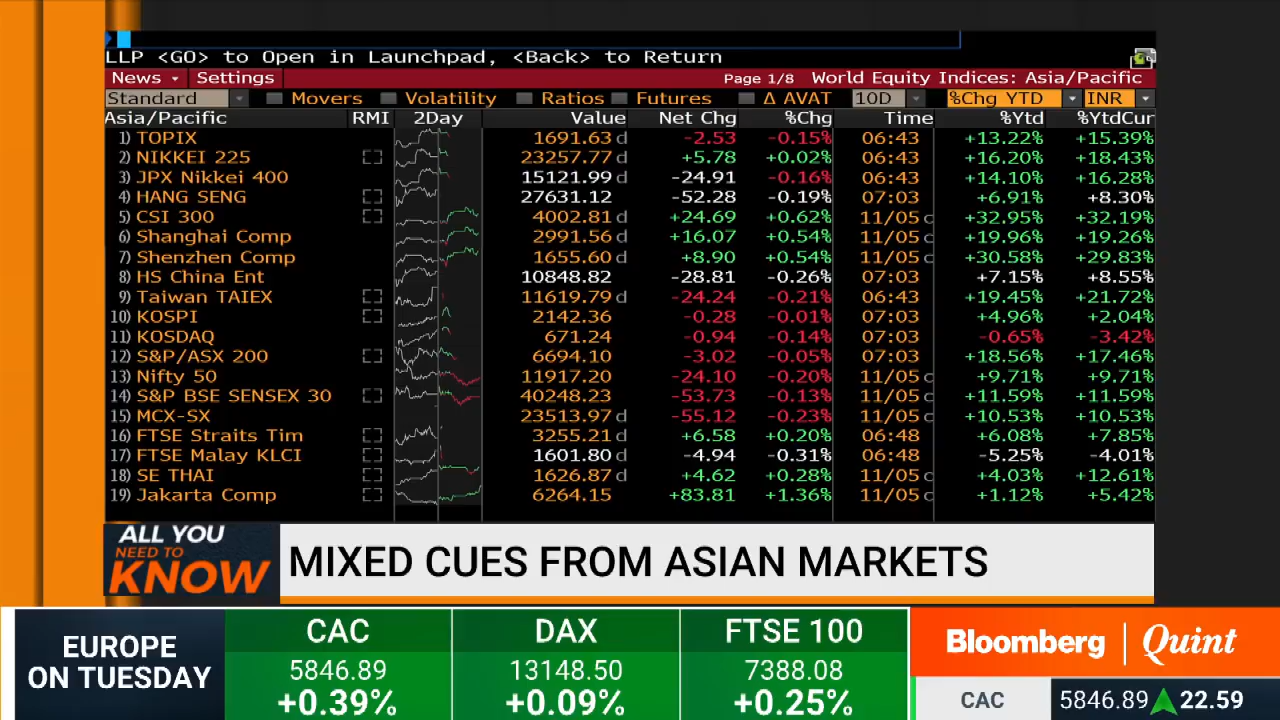 LLP <GO> to Open in Launchpad, <Back> to Return
News Settings Page 1/8 World Equity Indices: Asia/Pacific
Standard Movers Volatility Ratios Futures Δ AVAT 10D %Chg YTD INR
Asia/Pacific RMI 2Day Value Net Chg %Chg Time %Ytd %YtdCur
1) TOPIX 1691.63 d -2.53 -0.15% 06:43 +13.22% +15.39%
2) NIKKEI 225 23257.77 d +5.78 +0.02% 06:43 +16.20% +18.43%
3) JPX Nikkei 400 15121.99 d -24.91 -0.16% 06:43 +14.10% +16.28%
4) HANG SENG 27631.12 -52.28 -0.19% 07:03 +6.91% +8.30%
5) CSI 300 4002.81 d +24.69 +0.62% 11/05 c +32.95% +32.19%
6) Shanghai Comp 2991.56 d +16.07 +0.54% 11/05 c +19.96% +19.26%
7) Shenzhen Comp 1655.60 d +8.90 +0.54% 11/05 c +30.58% +29.83%
8) HS China Ent 10848.82 -28.81 -0.26% 07:03 +7.15% +8.55%
9) Taiwan TAIEX 11619.79 d -24.24 -0.21% 06:43 +19.45% +21.72%
10) KOSPI 2142.36 -0.28 -0.01% 07:03 +4.96% +2.04%
11) KOSDAQ 671.24 -0.94 -0.14% 07:03 -0.65% -3.42%
12) S&P/ASX 200 6694.10 -3.02 -0.05% 07:03 +18.56% +17.46%
13) Nifty 50 11917.20 -24.10 -0.20% 11/05 c +9.71% +9.71%
14) S&P BSE SENSEX 30 40248.23 -53.73 -0.13% 11/05 c +11.59% +11.59%
15) MCX-SX 23513.97 d -55.12 -0.23% 11/05 c +10.53% +10.53%
16) FTSE Straits Tim 3255.21 d +6.58 +0.20% 06:48 +6.08% +7.85%
17) FTSE Malay KLCI 1601.80 d -4.94 -0.31% 06:48 -5.25% -4.01%
18) SE THAI 1626.87 d +4.62 +0.28% 11/05 c +4.03% +12.61%
19) Jakarta Comp 6264.15 +83.81 +1.36% 11/05 c +1.12% +5.42%
ALL YOU
NEED TO
KNOW
MIXED CUES FROM ASIAN MARKETS
EUROPE
ON TUESDAY
CAC
5846.89
+0.39%
DAX
13148.50
+0.09%
FTSE 100
7388.08
+0.25%
Bloomberg | Quint
CAC 5846.89 22.59